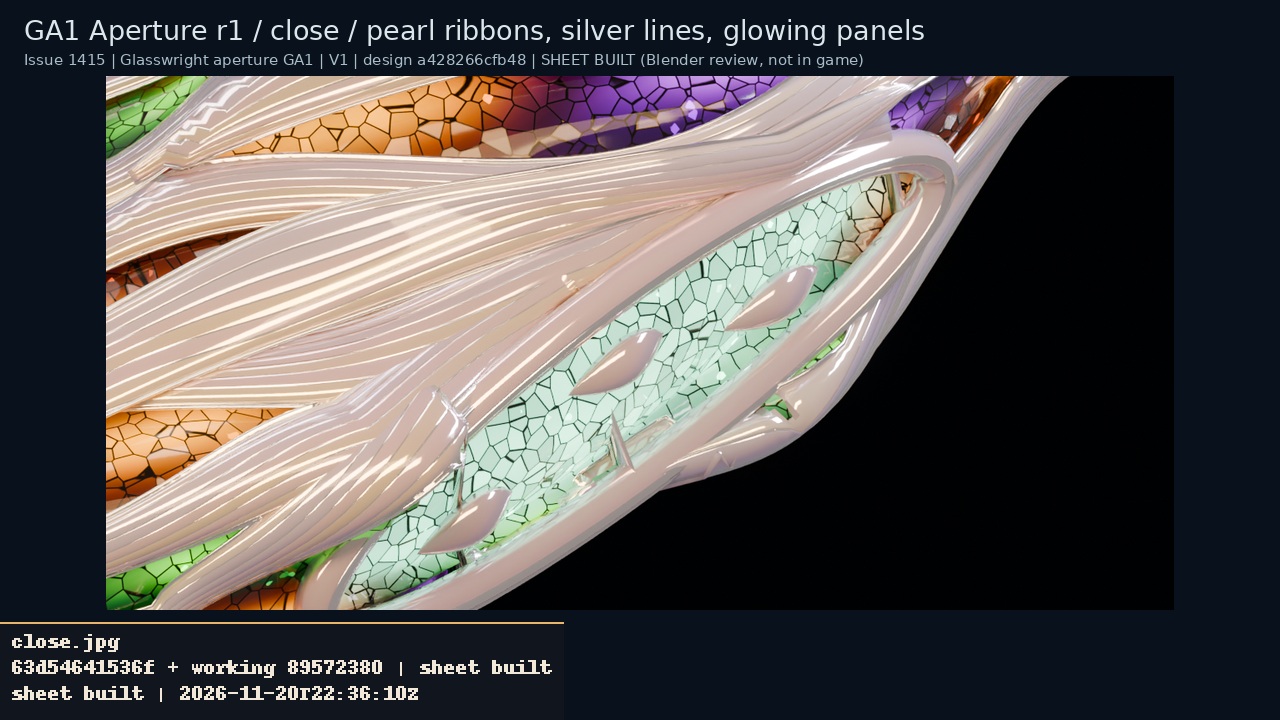 GA1 Aperture r1 / close / pearl ribbons, silver lines, glowing panels
Issue 1415 | Glasswright aperture GA1 | V1 | design a428266cfb48 | SHEET BUILT (Blender review, not in game)
close.jpg
63d54641536f + working 89572380 | sheet built
sheet built | 2026-11-20T22:36:10Z